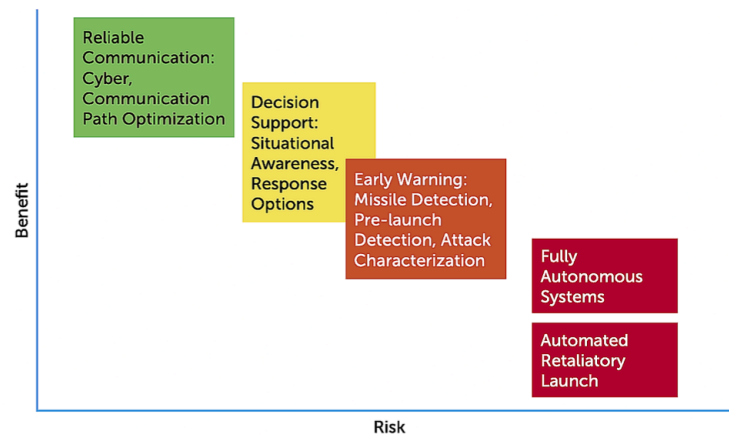 Reliable
Communication:
Cyber,
Communication
Path Optimization
Decision
Support:
Situational
Awareness,
Response
Options
Early Warning:
Missile Detection,
Pre-launch
Detection, Attack
Characterization
Fully
Autonomous
Systems
Automated
Retaliatory
Launch
Benefit
Risk